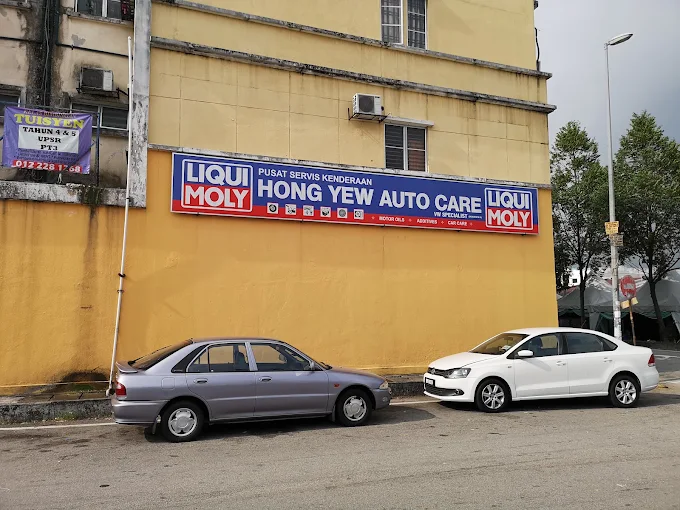 TUISYEN
TAHUN 4 & 5
UPSR
PT3
LIQUI
MOLY
PUSAT SERVIS KENDERAAN
HONG YEW AUTO CARE
VW SPECIALIST
MOTOR OILS + ADDITIVES + CAR CARE +
LIQUI
MOLY